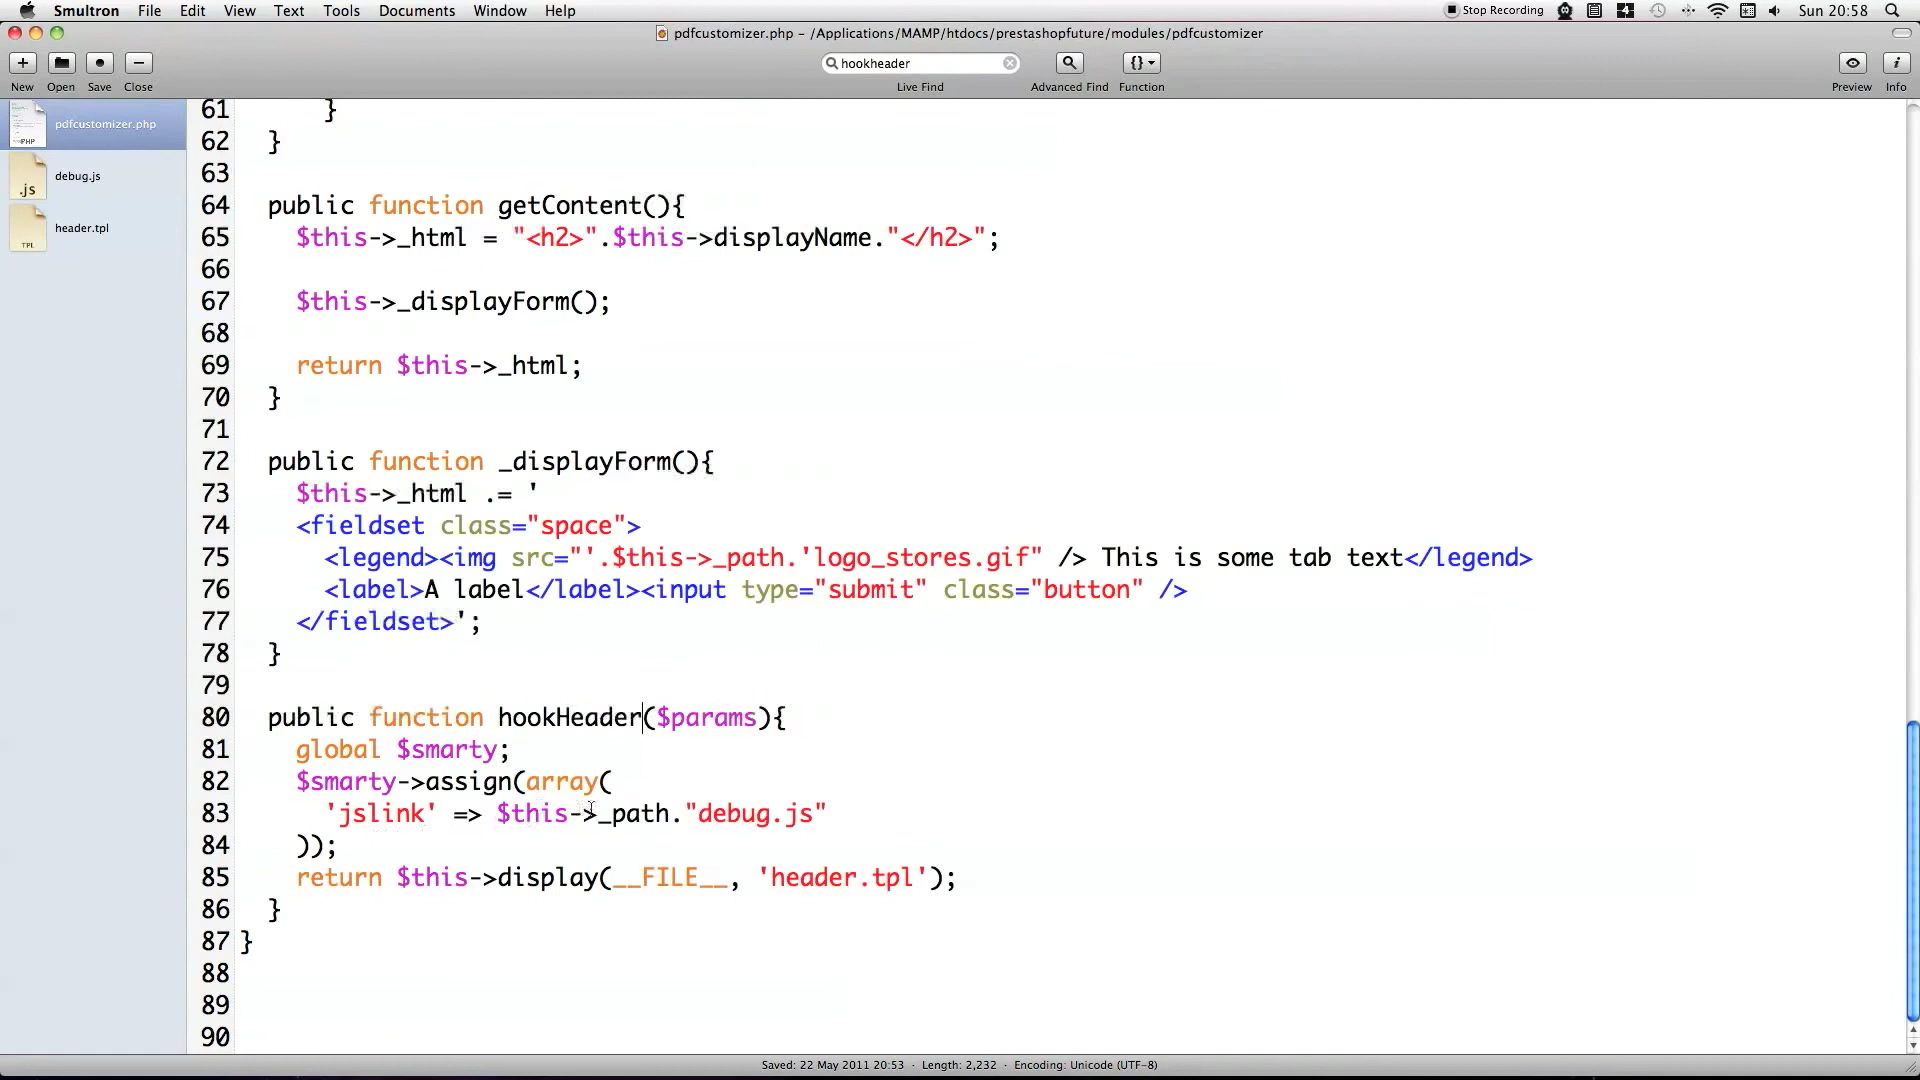 Smultron File Edit View Text Tools Documents Window Help Stop Recording 4 Sun 20:58
pdfcustomizer.php – /Applications/MAMP/htdocs/prestashopfuture/modules/pdfcustomizer
hookheader {}
New Open Save Close Live Find Advanced Find Function Preview Info
pdfcustomizer.php
PHP
debug.js
.js
header.tpl
TPL
61 }
62 }
63
64 public function getContent(){
65 $this->_html = "<h2>".$this->displayName."</h2>";
66
67 $this->_displayForm();
68
69 return $this->_html;
70 }
71
72 public function _displayForm(){
73 $this->_html .= '
74 <fieldset class="space">
75 <legend><img src="'.$this->_path.'logo_stores.gif" /> This is some tab text</legend>
76 <label>A label</label><input type="submit" class="button" />
77 </fieldset>';
78 }
79
80 public function hookHeader($params){
81 global $smarty;
82 $smarty->assign(array(
83 'jslink' => $this->_path."debug.js"
84 ));
85 return $this->display(__FILE__, 'header.tpl');
86 }
87 }
88
89
90
Saved: 22 May 2011 20:53 · Length: 2,232 · Encoding: Unicode (UTF-8)